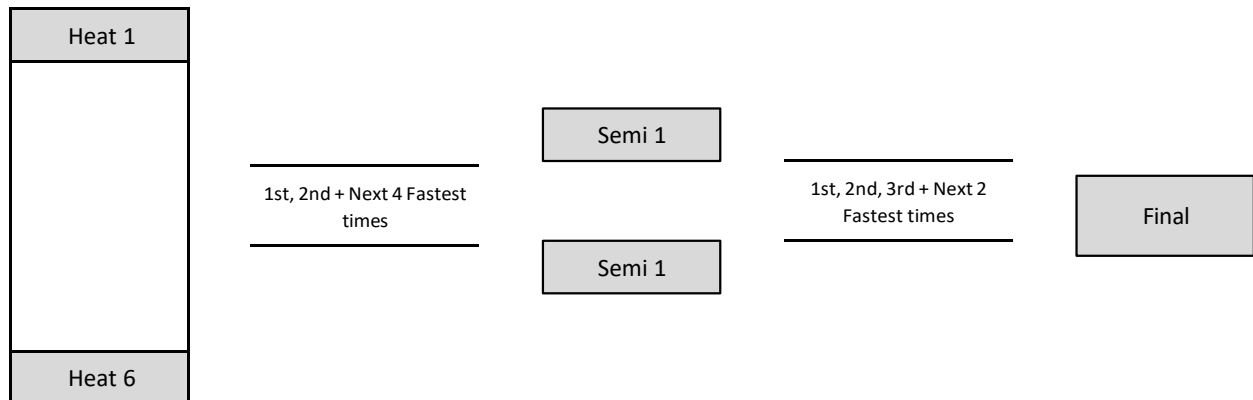 Heat 1
Heat 6
1st, 2nd + Next 4 Fastest
times
Semi 1
Semi 1
1st, 2nd, 3rd + Next 2
Fastest times
Final